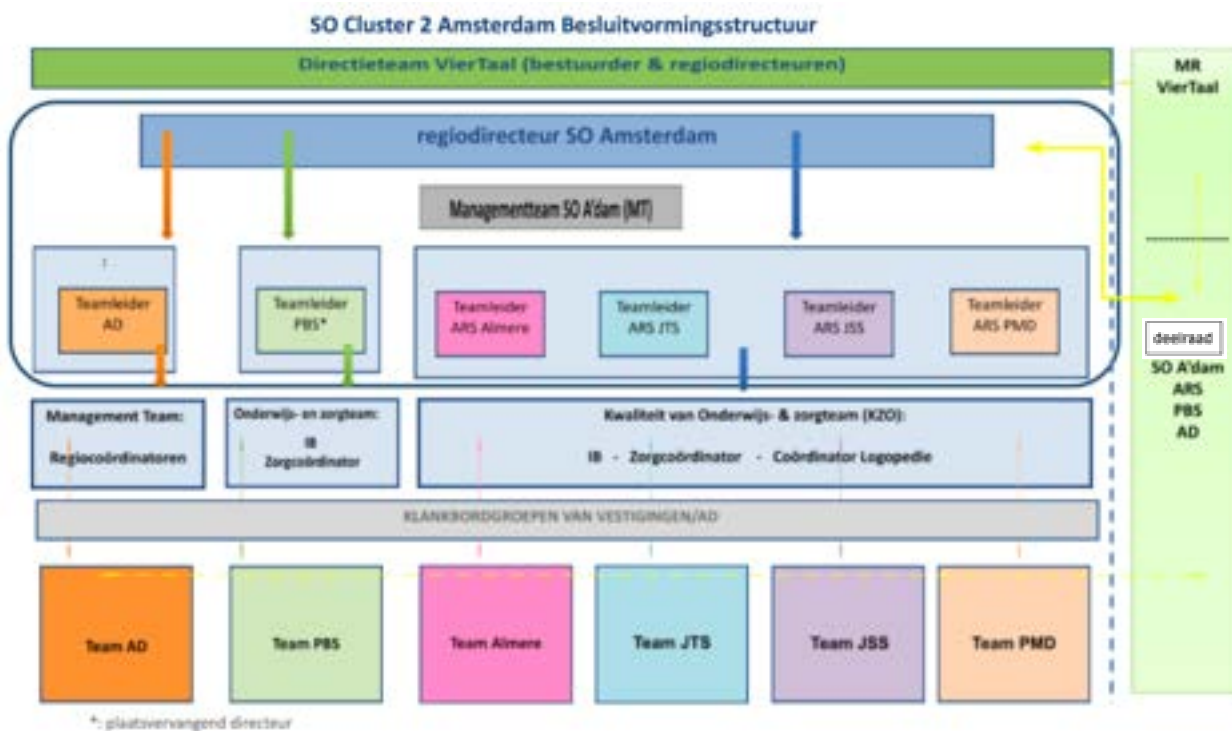 SO Cluster 2 Amsterdam Besluitvormingsstructuur
Directieteam VierTaal (bestuurder & regiodirecteuren)
MR
VierTaal
regiodirecteur SO Amsterdam
Managementteam SO A'dam (MT)
:
Teamleider
AD
Teamleider
PBS*
Teamleider
ARS Almere
Teamleider
ARS JTS
Teamleider
ARS JSS
Teamleider
ARS PMD
deelraad
SO A'dam
ARS
PBS
AD
Management Team:
Regiocoördinatoren
Onderwijs- en zorgteam:
IB
Zorgcoördinator
Kwaliteit van Onderwijs- & zorgteam (KZO):
IB - Zorgcoördinator - Coördinator Logopedie
KLANKBORDGROEPEN VAN VESTIGINGEN/AD
Team AD
Team PBS
Team Almere
Team JTS
Team JSS
Team PMD
*: plaatsvervangend directeur